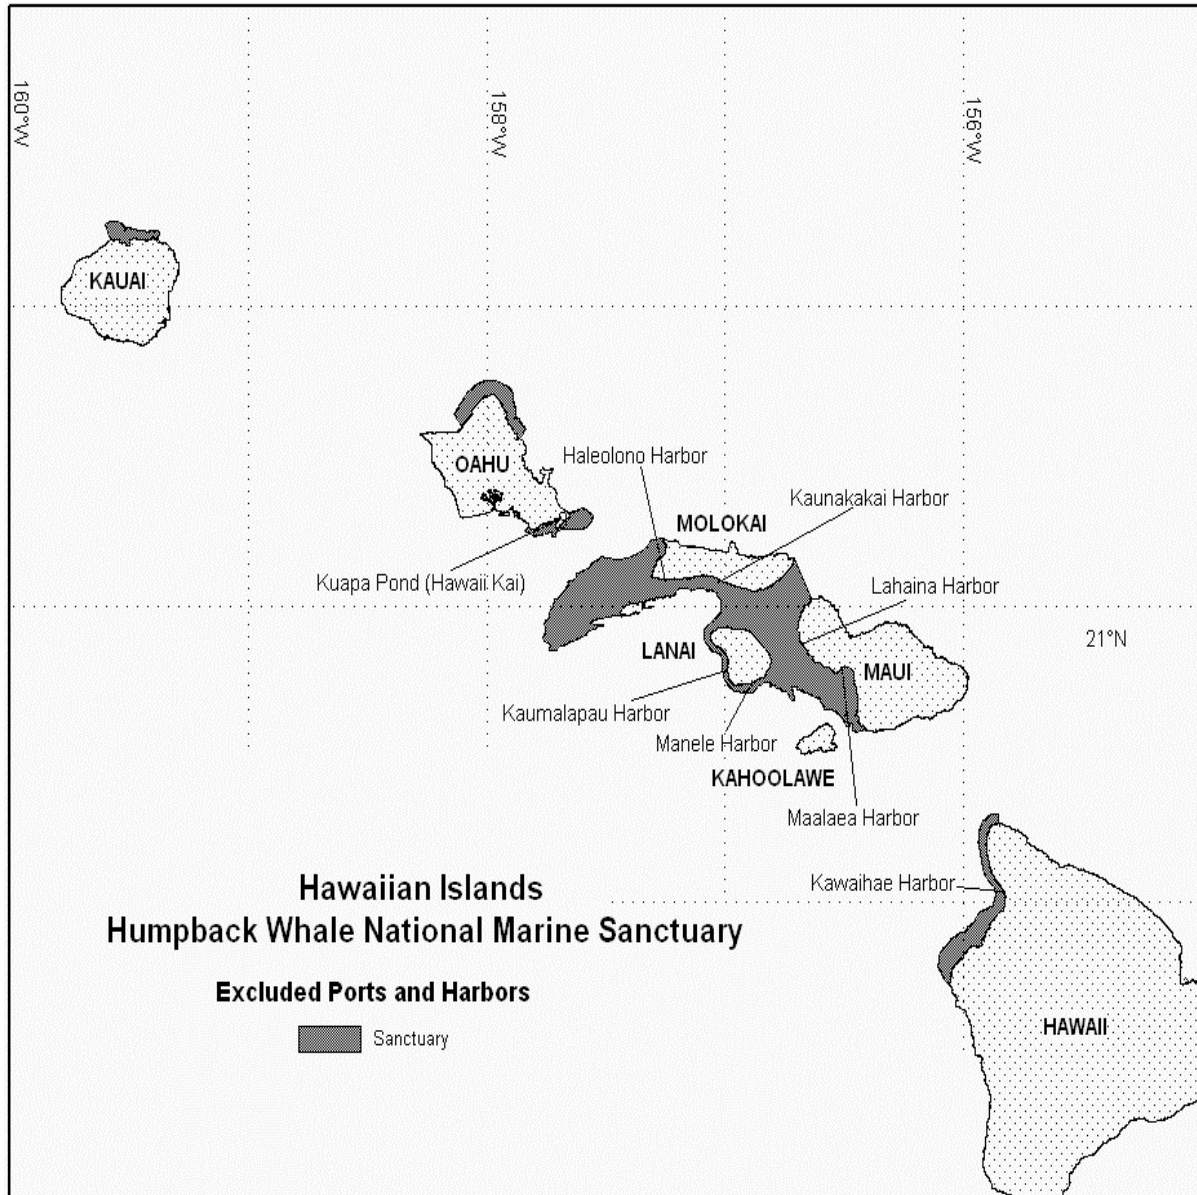 160°W
158°W
156°W
KAUAI
OAHU
Haleolono Harbor
Kaunakakai Harbor
MOLOKAI
Kuapa Pond (Hawaii Kai)
Lahaina Harbor
21°N
LANAI
MAUI
Kaumalapau Harbor
Manele Harbor
KAHOOLAWE
Maalaea Harbor
Kawaihae Harbor
Hawaiian Islands
Humpback Whale National Marine Sanctuary
Excluded Ports and Harbors
Sanctuary
HAWAII